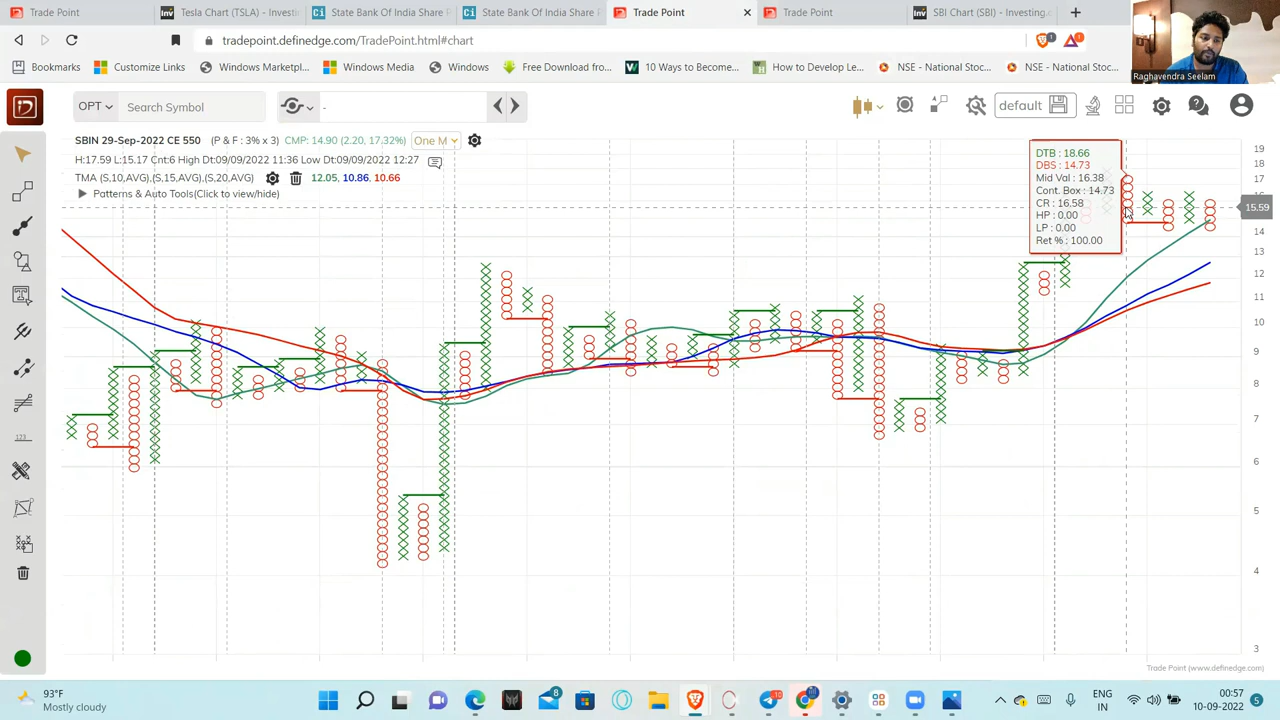 Trade Point
Tesla Chart (TSLA) - Investi
State Bank Of India Share P
State Bank Of India Share P
Trade Point
Trade Point
SBI Chart (SBI) - Investing.c
tradepoint.definedge.com/TradePoint.html#chart
Bookmarks
Customize Links
Windows Marketpl...
Windows Media
Windows
Free Download fro...
10 Ways to Become...
How to Develop Le...
NSE - National Stoc...
NSE - National Stoc...
Raghavendra Seelam
OPT
Search Symbol
-
default
SBIN 29-Sep-2022 CE 550 (P & F : 3% x 3) CMP: 14.90 (2.20, 17.32%) One M
H:17.59 L:15.17 Cnt:6 High Dt:09/09/2022 11:36 Low Dt:09/09/2022 12:27
TMA (S,10,AVG),(S,15,AVG),(S,20,AVG) 12.05, 10.86, 10.66
Patterns & Auto Tools(Click to view/hide)
DTB : 18.66
DBS : 14.73
Mid Val : 16.38
Cont. Box : 14.73
CR : 16.58
HP : 0.00
LP : 0.00
Ret % : 100.00
19
18
17
15.59
14
13
12
11
10
9
8
7
6
5
4
3
123
Trade Point (www.definedge.com)
93°F
Mostly cloudy
8
10
ENG
IN
00:57
10-09-2022
5